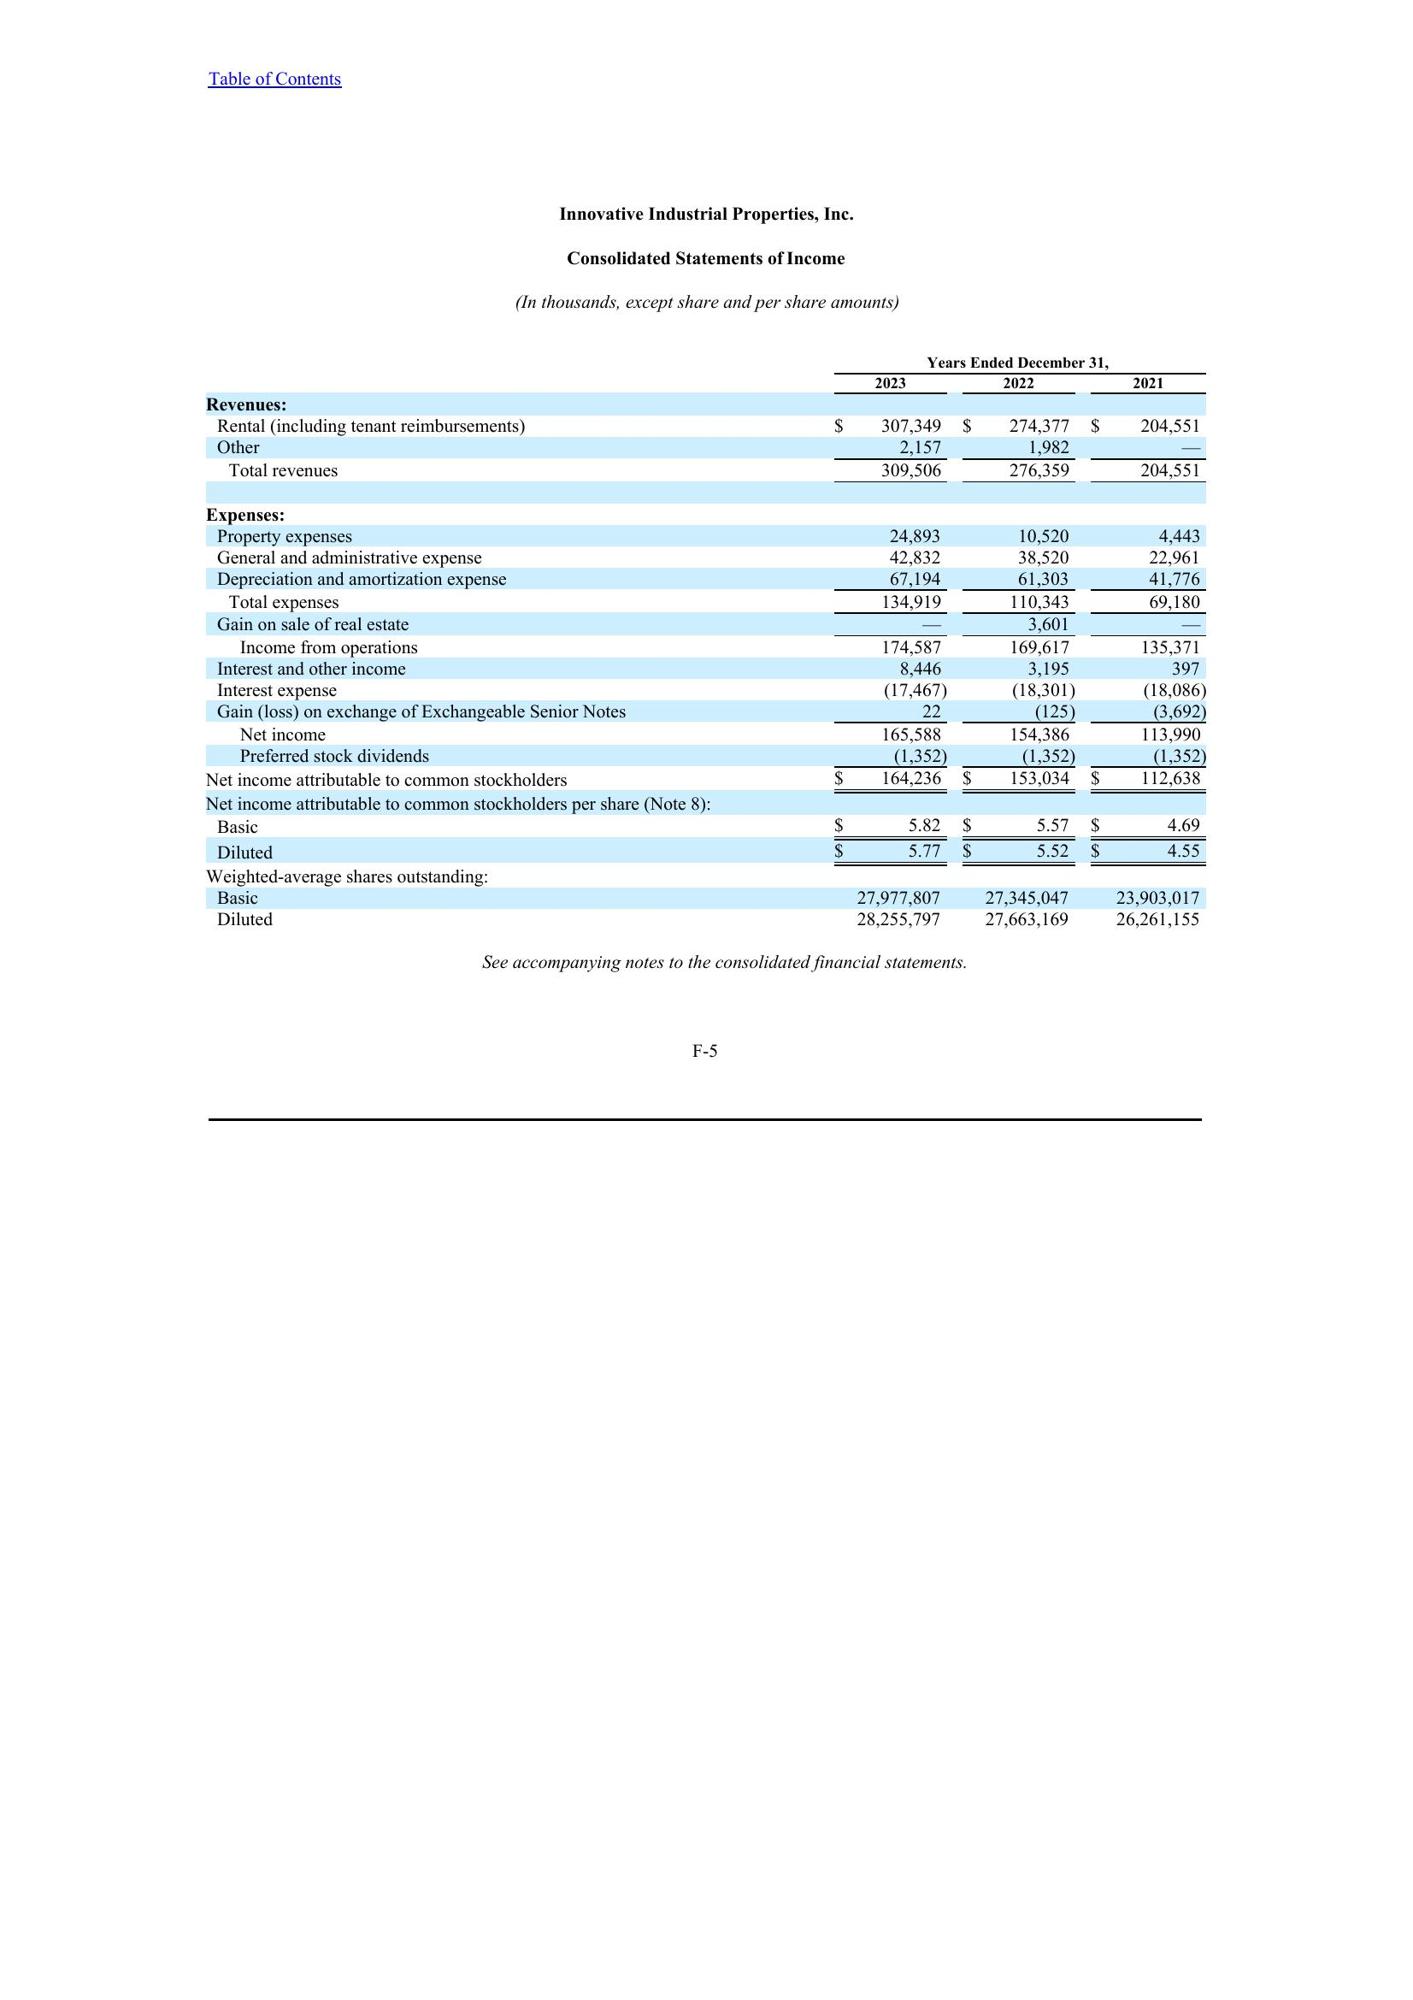 Table of Contents
Innovative Industrial Properties, Inc.
Consolidated Statements of Income
(In thousands, except share and per share amounts)
Years Ended December 31,
2023 2022 2021
Revenues:
Rental (including tenant reimbursements) $ 307,349 $ 274,377 $ 204,551
Other 2,157 1,982 —
Total revenues 309,506 276,359 204,551
Expenses:
Property expenses 24,893 10,520 4,443
General and administrative expense 42,832 38,520 22,961
Depreciation and amortization expense 67,194 61,303 41,776
Total expenses 134,919 110,343 69,180
Gain on sale of real estate — 3,601 —
Income from operations 174,587 169,617 135,371
Interest and other income 8,446 3,195 397
Interest expense (17,467) (18,301) (18,086)
Gain (loss) on exchange of Exchangeable Senior Notes 22 (125) (3,692)
Net income 165,588 154,386 113,990
Preferred stock dividends (1,352) (1,352) (1,352)
Net income attributable to common stockholders $ 164,236 $ 153,034 $ 112,638
Net income attributable to common stockholders per share (Note 8):
Basic $ 5.82 $ 5.57 $ 4.69
Diluted $ 5.77 $ 5.52 $ 4.55
Weighted-average shares outstanding:
Basic 27,977,807 27,345,047 23,903,017
Diluted 28,255,797 27,663,169 26,261,155
See accompanying notes to the consolidated financial statements.
F-5